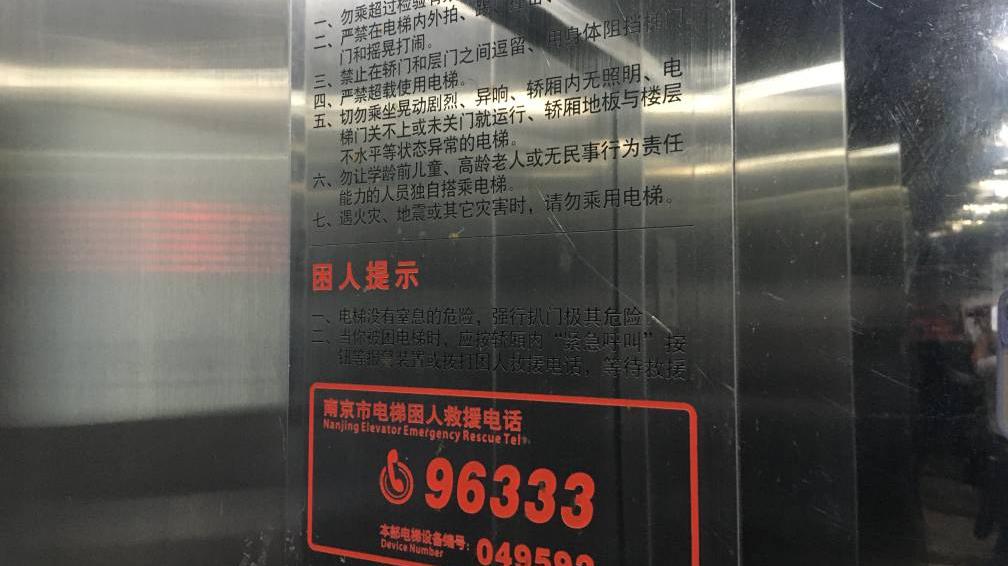 一、勿乘超过检验有
二、严禁在电梯内外拍、
门和摇晃打闹。
三、禁止在轿门和层门之间逗留、用身体阻挡梯门。
四、严禁超载使用电梯。
五、切勿乘坐晃动剧烈、异响、轿厢内无照明、电
梯门关不上或未关门就运行、轿厢地板与楼层
不水平等状态异常的电梯。
六、勿让学龄前儿童、高龄老人或无民事行为责任
能力的人员独自搭乘电梯。
七、遇火灾、地震或其它灾害时，请勿乘用电梯。
困人提示
一、电梯没有窒息的危险，强行扒门极其危险。
二、当你被困电梯时，应按轿厢内“紧急呼叫”按
钮等报警装置或拨打困人救援电话，等待救援
南京市电梯困人救援电话
Nanjing Elevator Emergency Rescue Tel
96333
本部电梯设备编号：
Device Number
049592